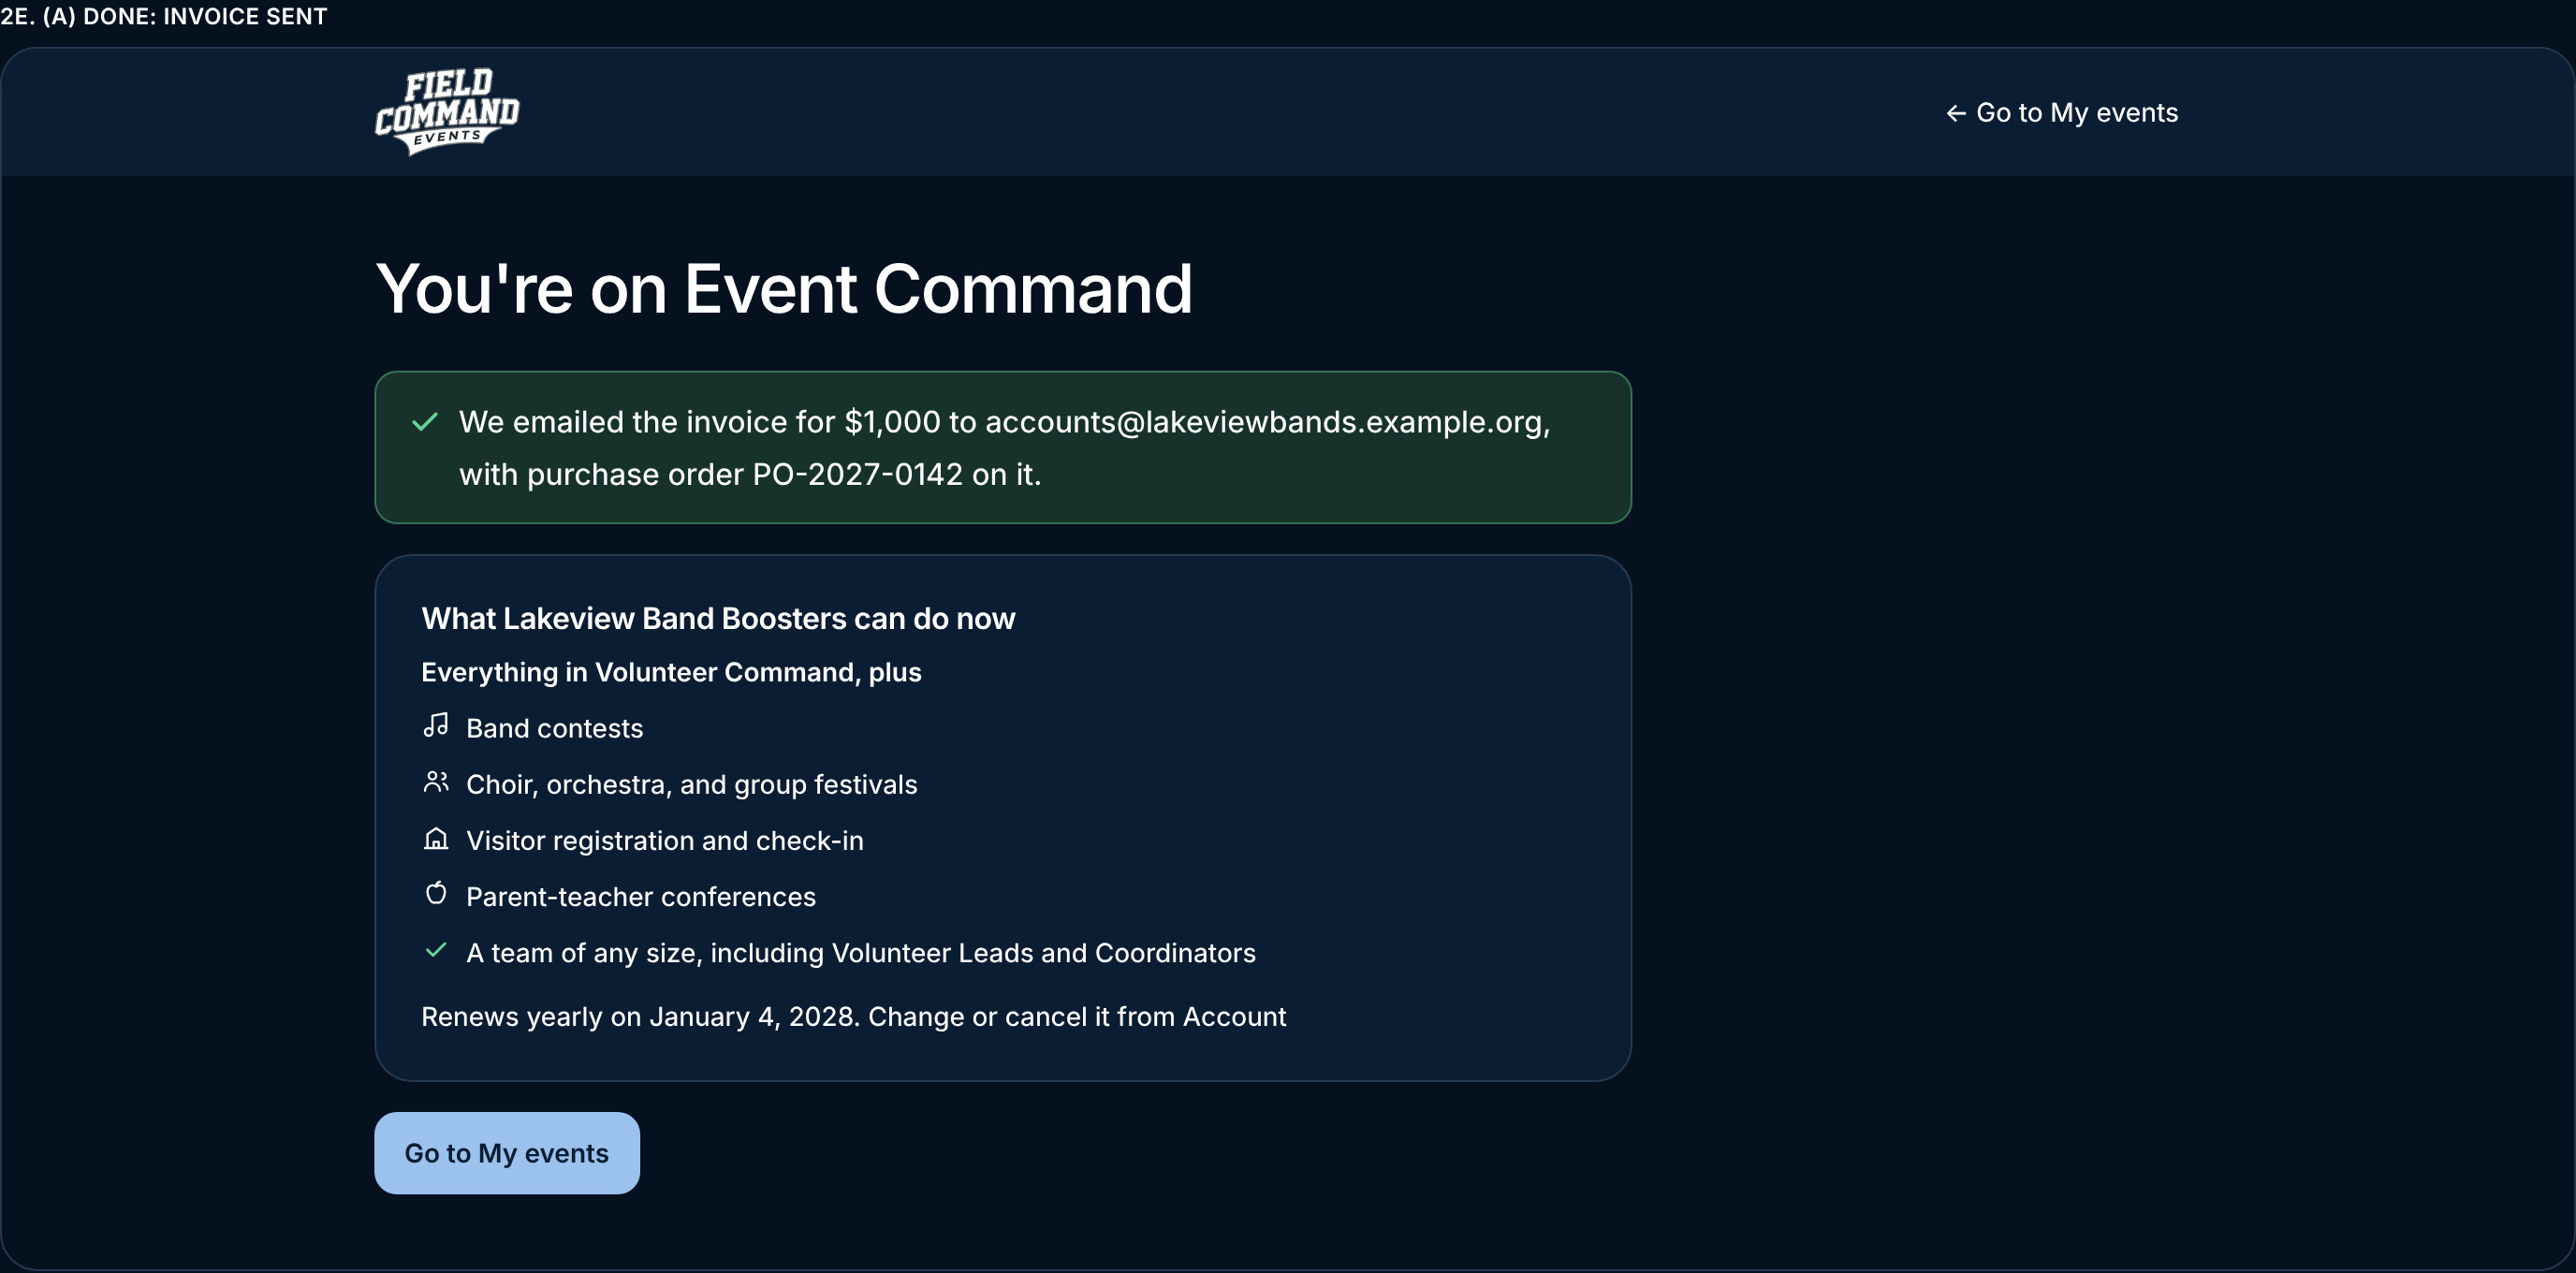 2E. (A) DONE: INVOICE SENT
FIELD
COMMAND
EVENTS
← Go to My events
You're on Event Command
We emailed the invoice for $1,000 to accounts@lakeviewbands.example.org,
with purchase order PO-2027-0142 on it.
What Lakeview Band Boosters can do now
Everything in Volunteer Command, plus
Band contests
Choir, orchestra, and group festivals
Visitor registration and check-in
Parent-teacher conferences
A team of any size, including Volunteer Leads and Coordinators
Renews yearly on January 4, 2028. Change or cancel it from Account
Go to My events